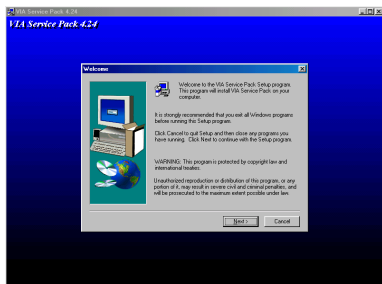 VIA Service Pack 4.24
VIA Service Pack 4.24
Welcome
Welcome to the VIA Service Pack Setup program.
This program will install VIA Service Pack on your
computer.
It is strongly recommended that you exit all Windows programs
before running this Setup program.
Click Cancel to quit Setup and then close any programs you
have running. Click Next to continue with the Setup program.
WARNING: This program is protected by copyright law and
international treaties.
Unauthorized reproduction or distribution of this program, or any
portion of it, may result in severe civil and criminal penalties, and
will be prosecuted to the maximum extent possible under law.
Next >
Cancel